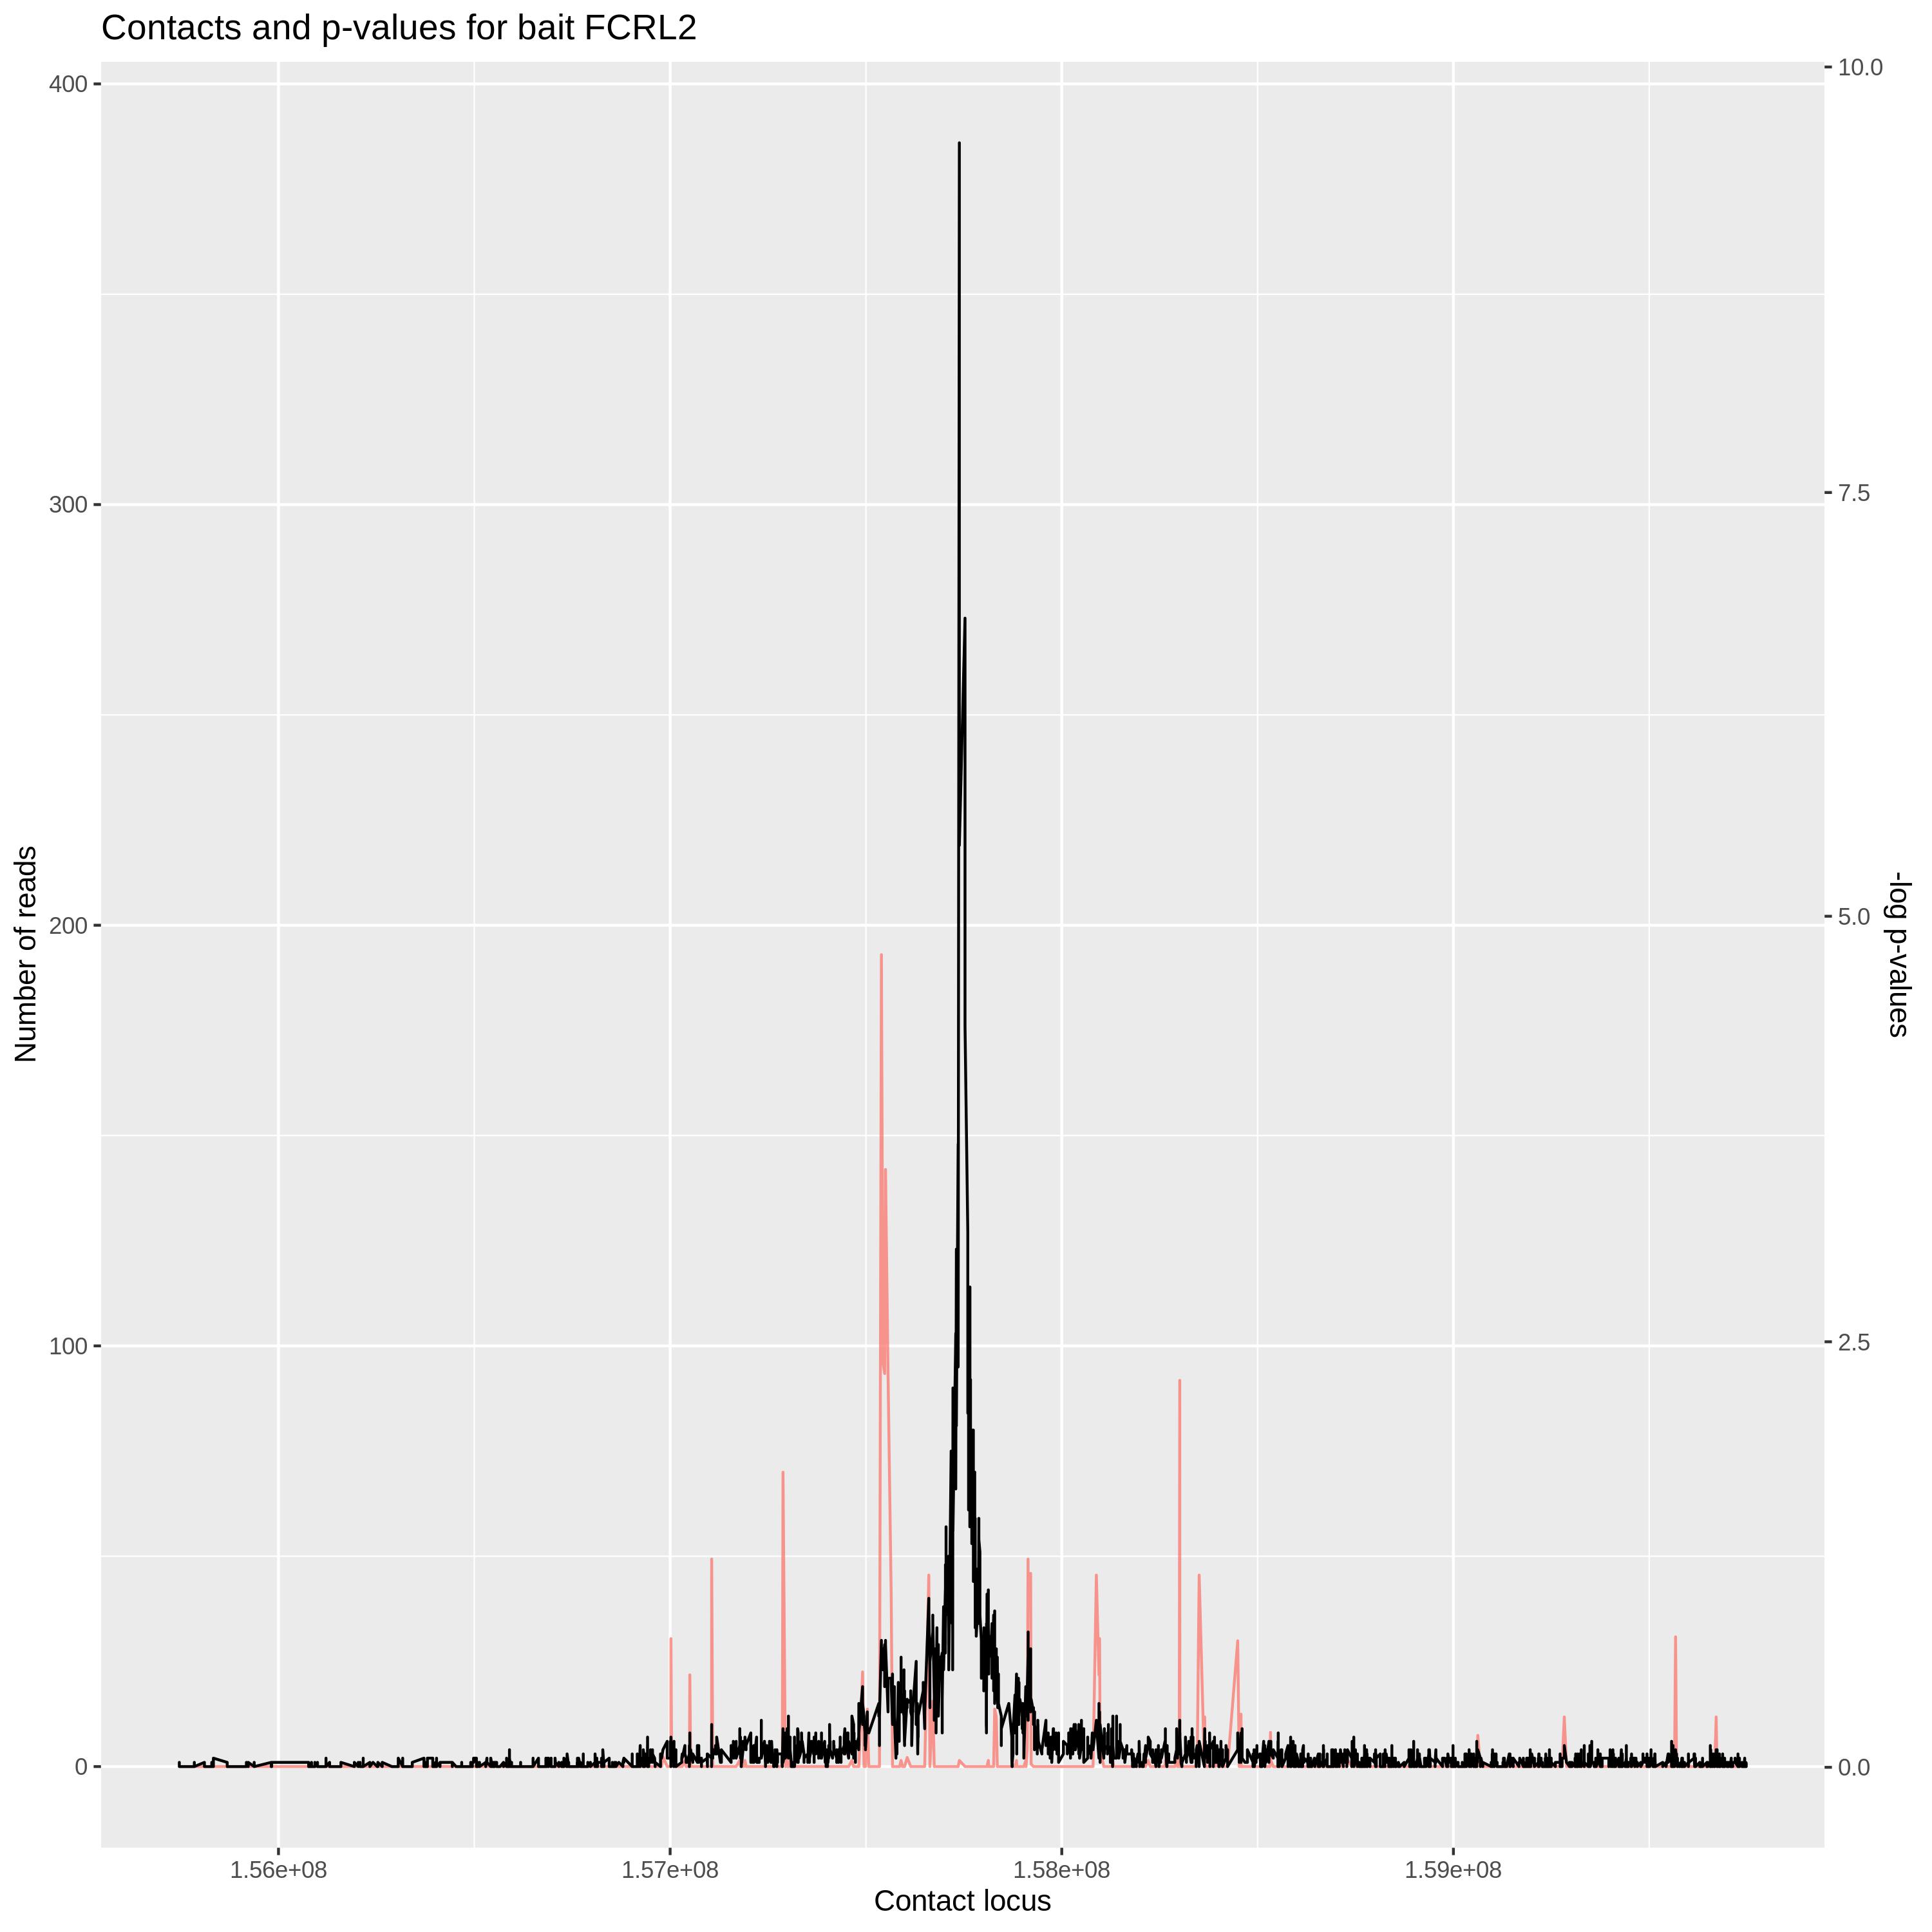 Contacts and p-values for bait FCRL2
400
300
200
100
0
Number of reads
10.0
7.5
5.0
2.5
0.0
-log p-values
1.56e+08
1.57e+08
1.58e+08
1.59e+08
Contact locus